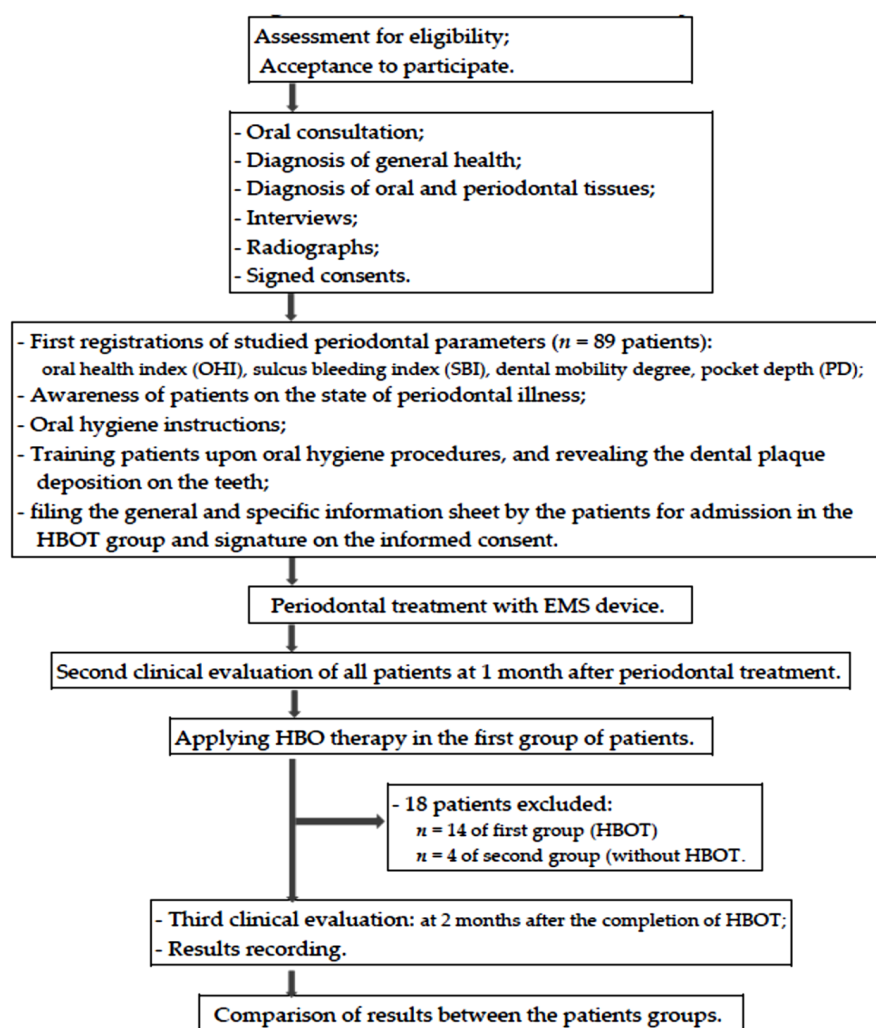 Assessment for eligibility;
Acceptance to participate.
- Oral consultation;
- Diagnosis of general health;
- Diagnosis of oral and periodontal tissues;
- Interviews;
- Radiographs;
- Signed consents.
- First registrations of studied periodontal parameters (n = 89 patients):
oral health index (OHI), sulcus bleeding index (SBI), dental mobility degree, pocket depth (PD);
- Awareness of patients on the state of periodontal illness;
- Oral hygiene instructions;
- Training patients upon oral hygiene procedures, and revealing the dental plaque
deposition on the teeth;
- filing the general and specific information sheet by the patients for admission in the
HBOT group and signature on the informed consent.
Periodontal treatment with EMS device.
Second clinical evaluation of all patients at 1 month after periodontal treatment.
Applying HBO therapy in the first group of patients.
- 18 patients excluded:
n = 14 of first group (HBOT)
n = 4 of second group (without HBOT.
- Third clinical evaluation: at 2 months after the completion of HBOT;
- Results recording.
Comparison of results between the patients groups.